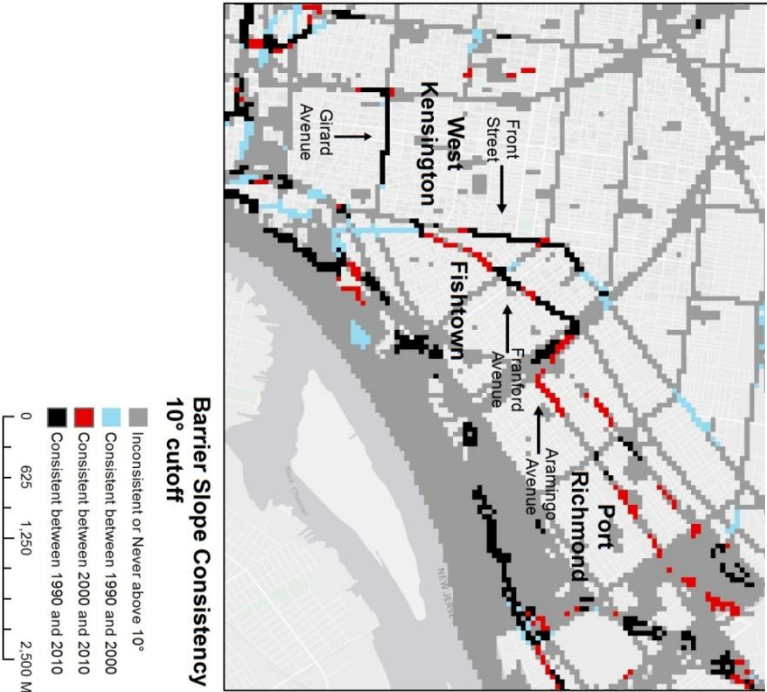 West
Kensington
Front
Street
Girard
Avenue
Fishtown
Franford
Avenue
Aramingo
Avenue
Port
Richmond
NEW JERSE
Barrier Slope Consistency
10° cutoff
Inconsistent or Never above 10°
Consistent between 1990 and 2000
Consistent between 2000 and 2010
Consistent between 1990 and 2010
0 625 1,250 2,500 M